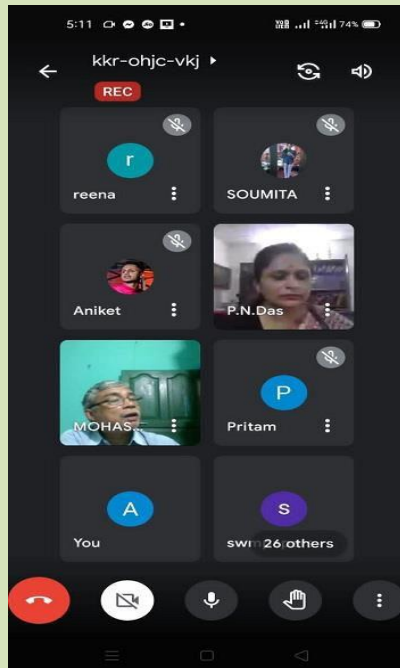 5:11 74%
kkr-ohjc-vkj
REC
r
reena SOUMITA
Aniket P.N.Das
P
MOHAS... Pritam
A S
You 26 others